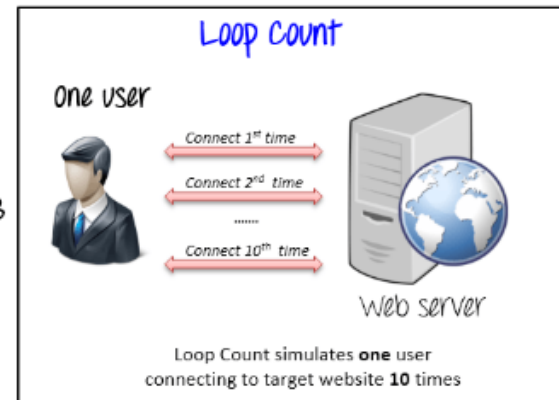 Loop Count
One user
Connect 1st time
Connect 2nd time
.......
Connect 10th time
Web server
Loop Count simulates one user
connecting to target website 10 times